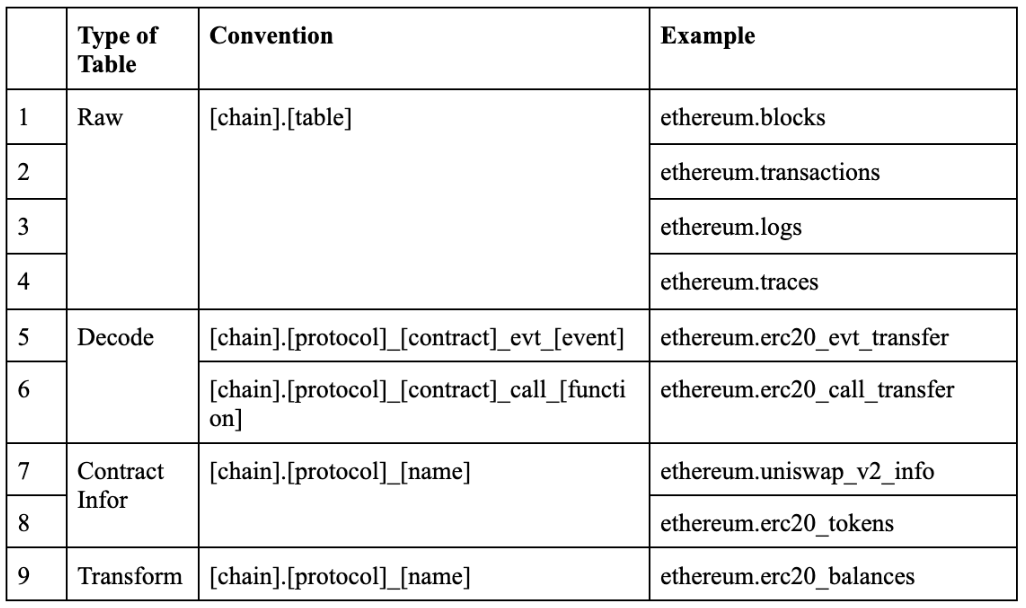 Type of Table Convention Example
1 Raw [chain].[table] ethereum.blocks
2 ethereum.transactions
3 ethereum.logs
4 ethereum.traces
5 Decode [chain].[protocol]_[contract]_evt_[event] ethereum.erc20_evt_transfer
6 [chain].[protocol]_[contract]_call_[functi
on] ethereum.erc20_call_transfer
7 Contract Infor [chain].[protocol]_[name] ethereum.uniswap_v2_info
8 ethereum.erc20_tokens
9 Transform [chain].[protocol]_[name] ethereum.erc20_balances